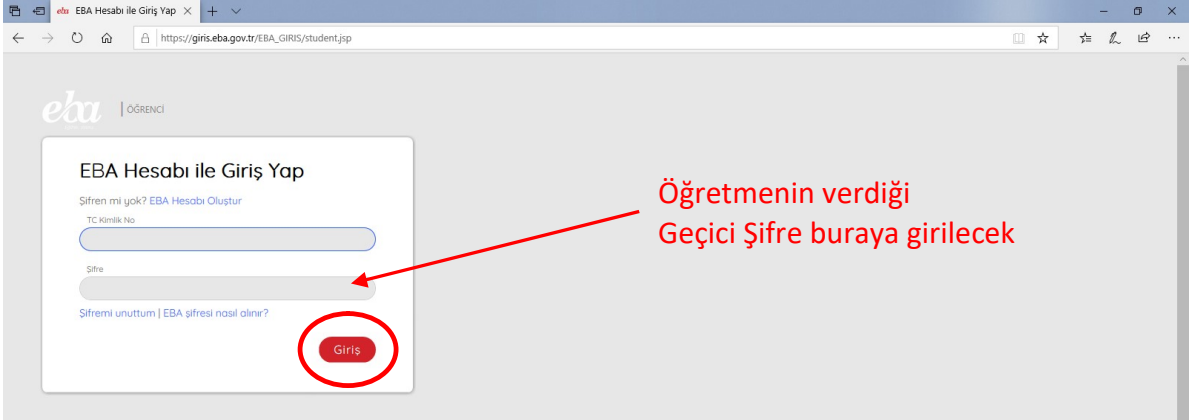 eba EBA Hesabı ile Giriş Yap
https://giris.eba.gov.tr/EBA_GIRIS/student.jsp
eba | ÖĞRENCİ
EBA Hesabı ile Giriş Yap
Şifren mi yok? EBA Hesabı Oluştur
TC Kimlik No
Şifre
Şifremi unuttum | EBA şifresi nasıl alınır?
Giriş
Öğretmenin verdiği
Geçici Şifre buraya girilecek